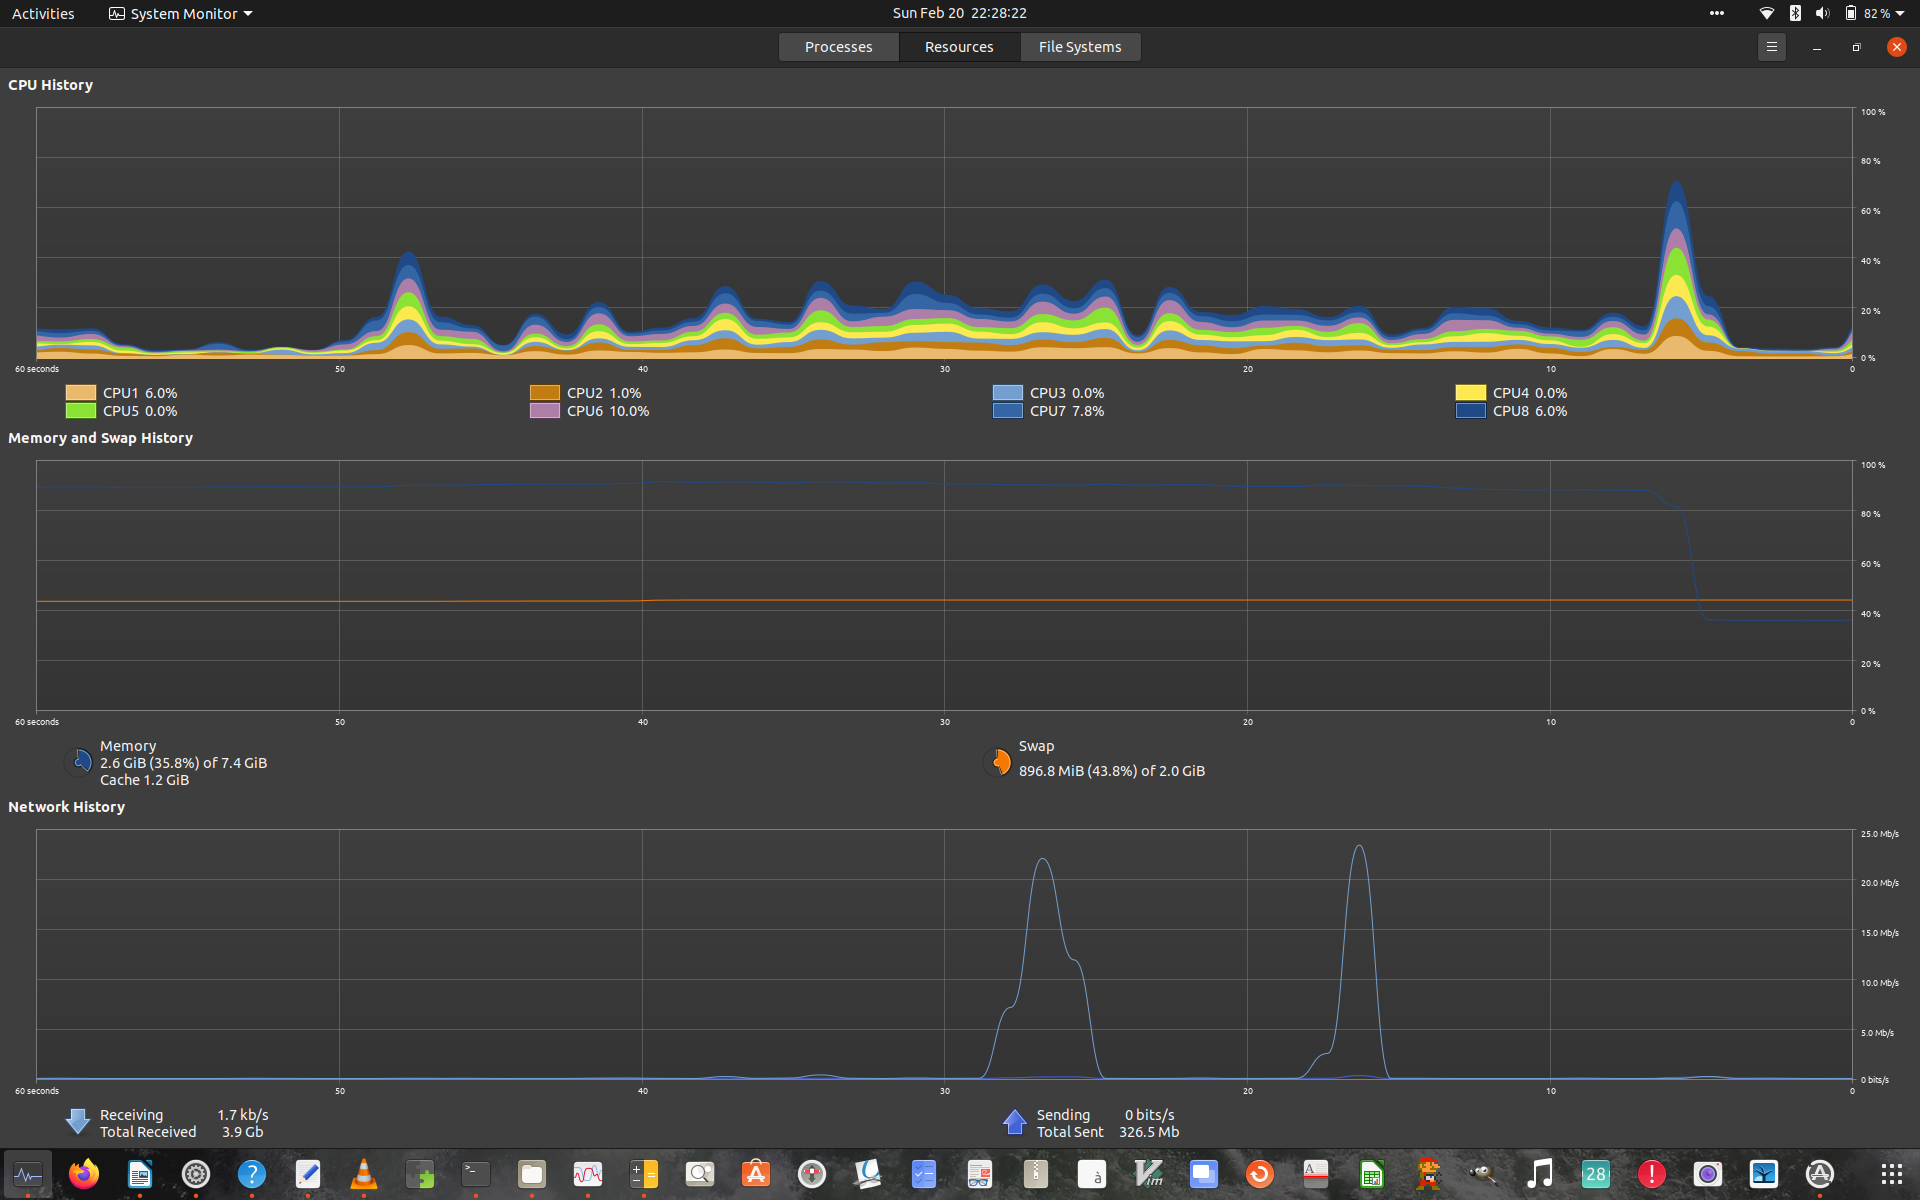 Activities System Monitor Sun Feb 20 22:28:22 82 %
Processes Resources File Systems
CPU History
100 %
80 %
60 %
40 %
20 %
0 %
60 seconds 50 40 30 20 10 0
CPU1 6.0% CPU2 1.0% CPU3 0.0% CPU4 0.0%
CPU5 0.0% CPU6 10.0% CPU7 7.8% CPU8 6.0%
Memory and Swap History
100 %
80 %
60 %
40 %
20 %
0 %
60 seconds 50 40 30 20 10 0
Memory
2.6 GiB (35.8%) of 7.4 GiB
Cache 1.2 GiB
Swap
896.8 MiB (43.8%) of 2.0 GiB
Network History
25.0 Mb/s
20.0 Mb/s
15.0 Mb/s
10.0 Mb/s
5.0 Mb/s
0 bits/s
60 seconds 50 40 30 20 10 0
Receiving 1.7 kb/s
Total Received 3.9 Gb
Sending 0 bits/s
Total Sent 326.5 Mb
? >_ à Vim A 28 !